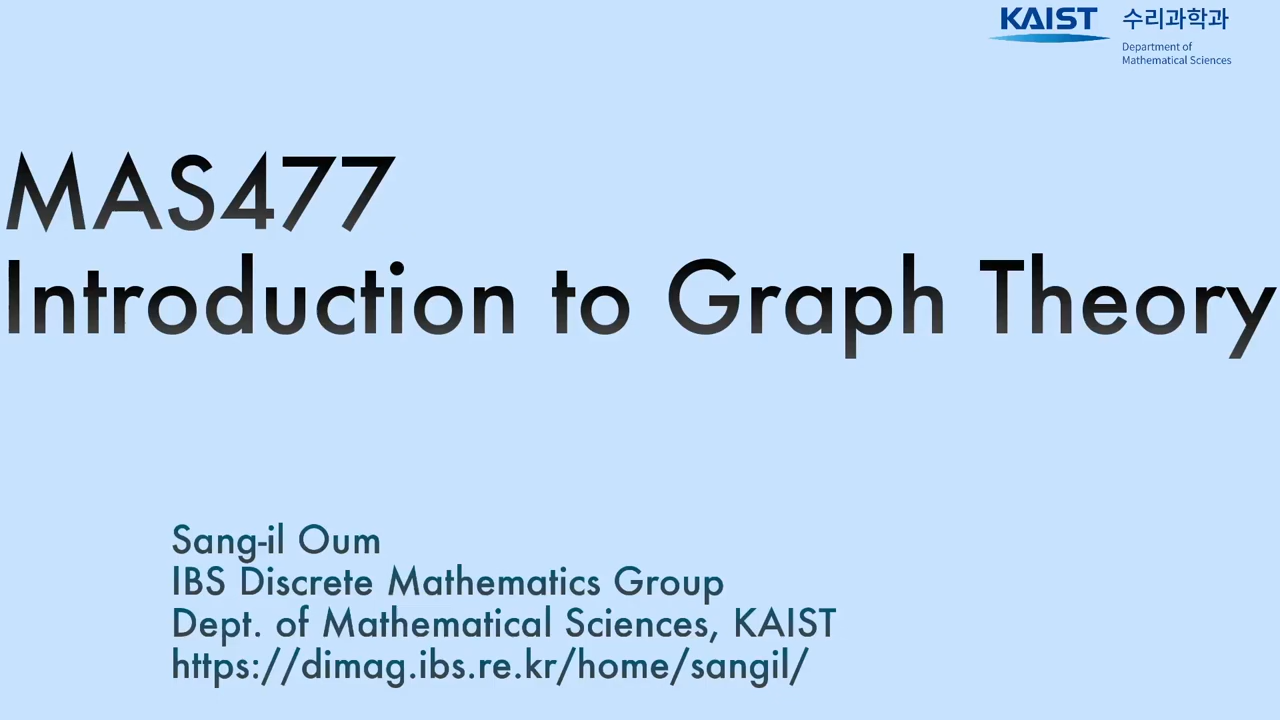 KAIST 수리과학과
Department of
Mathematical Sciences
MAS477
Introduction to Graph Theory
Sang-il Oum
IBS Discrete Mathematics Group
Dept. of Mathematical Sciences, KAIST
https://dimag.ibs.re.kr/home/sangil/